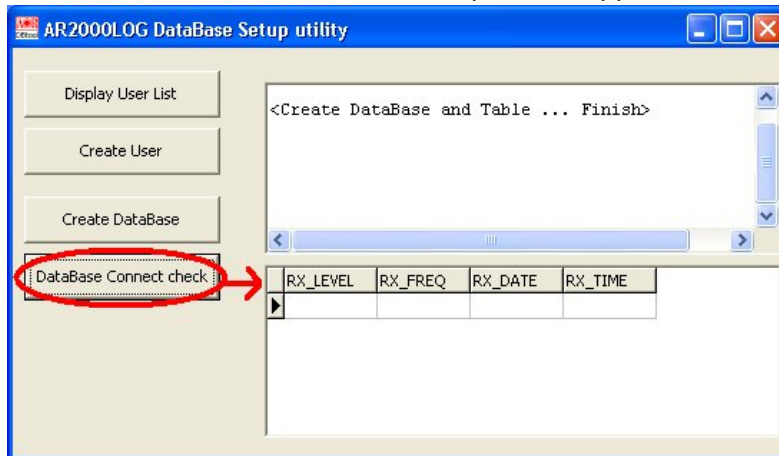 AR2000LOG DataBase Setup utility
Display User List
Create User
Create DataBase
DataBase Connect check
<Create DataBase and Table ... Finish>
RX_LEVEL RX_FREQ RX_DATE RX_TIME